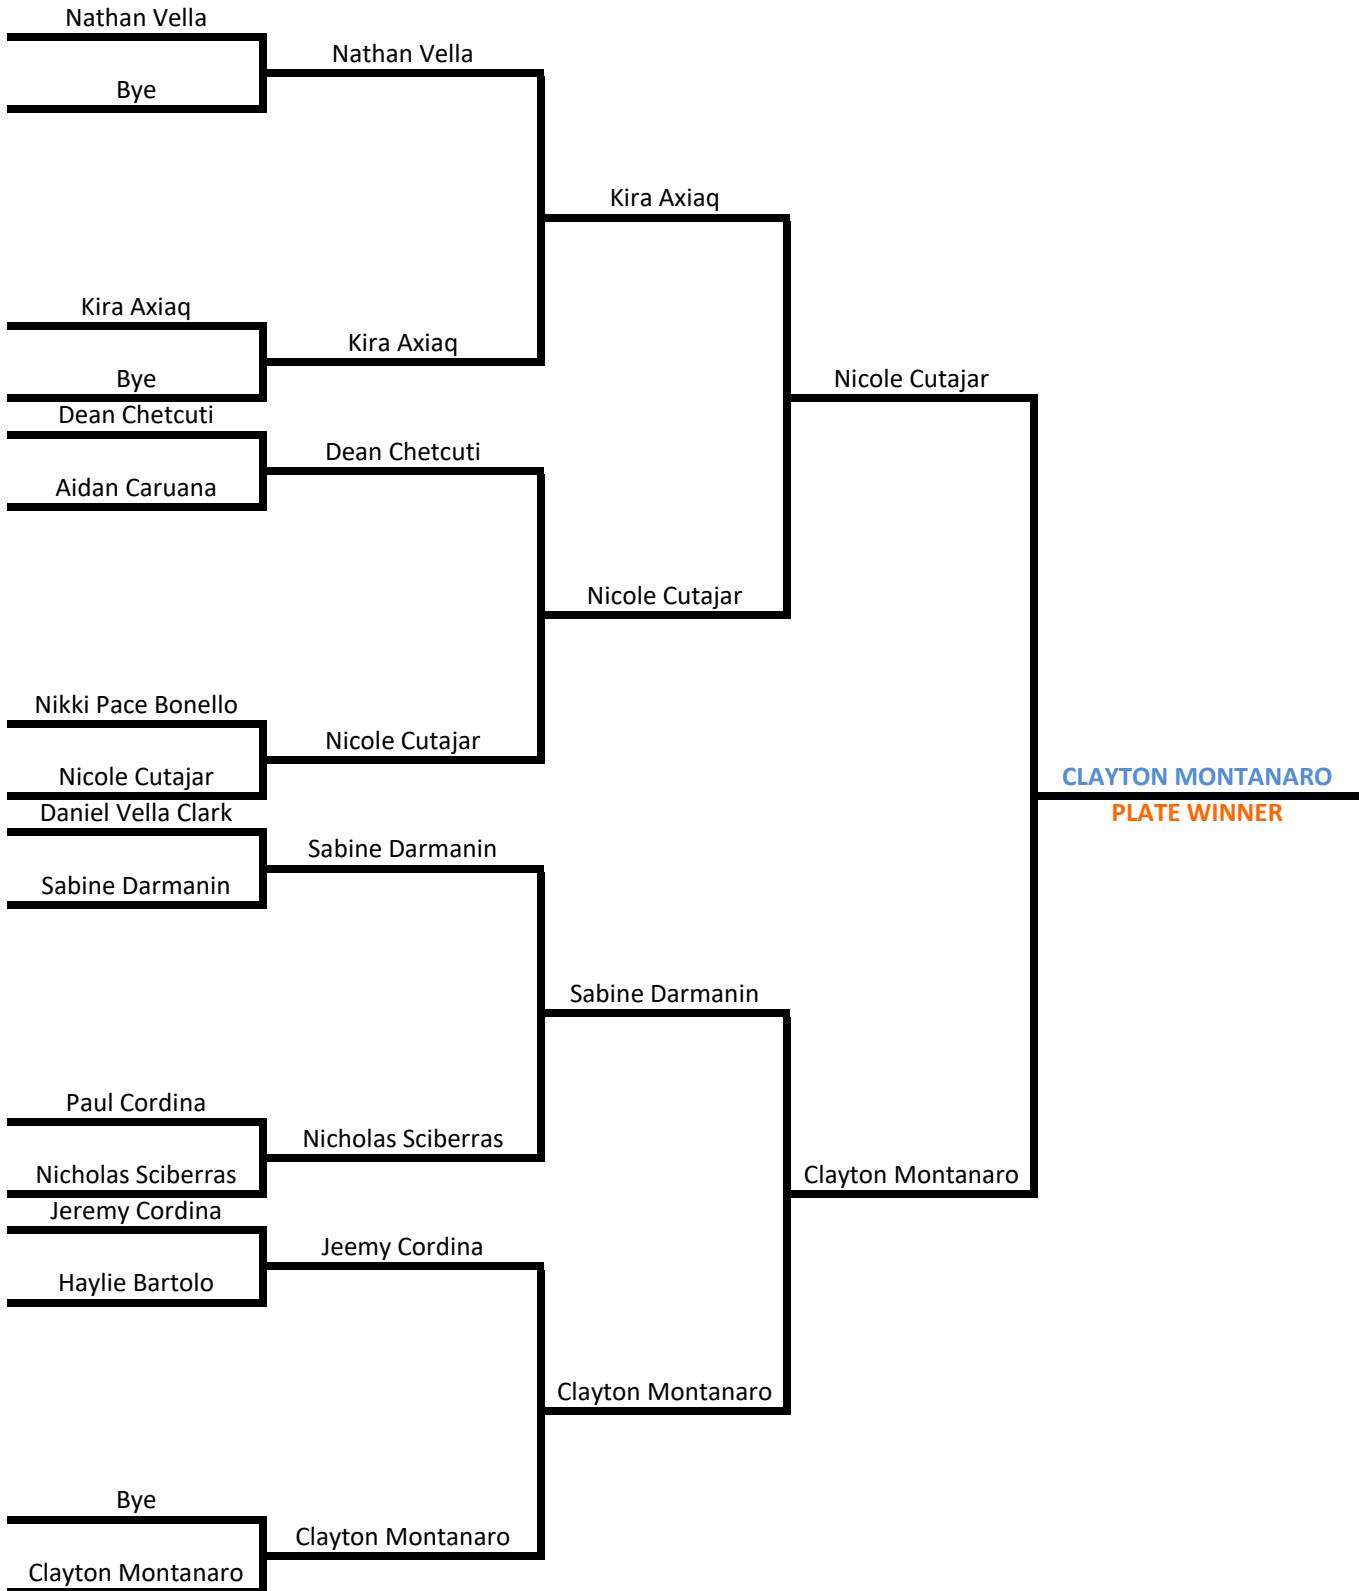 Nathan Vella
Nathan Vella
Bye
Kira Axiaq
Kira Axiaq
Kira Axiaq
Bye
Nicole Cutajar
Dean Chetcuti
Dean Chetcuti
Aidan Caruana
Nicole Cutajar
Nikki Pace Bonello
Nicole Cutajar
Nicole Cutajar
CLAYTON MONTANARO
PLATE WINNER
Daniel Vella Clark
Sabine Darmanin
Sabine Darmanin
Sabine Darmanin
Paul Cordina
Nicholas Sciberras
Nicholas Sciberras
Clayton Montanaro
Jeremy Cordina
Jeemy Cordina
Haylie Bartolo
Clayton Montanaro
Bye
Clayton Montanaro
Clayton Montanaro